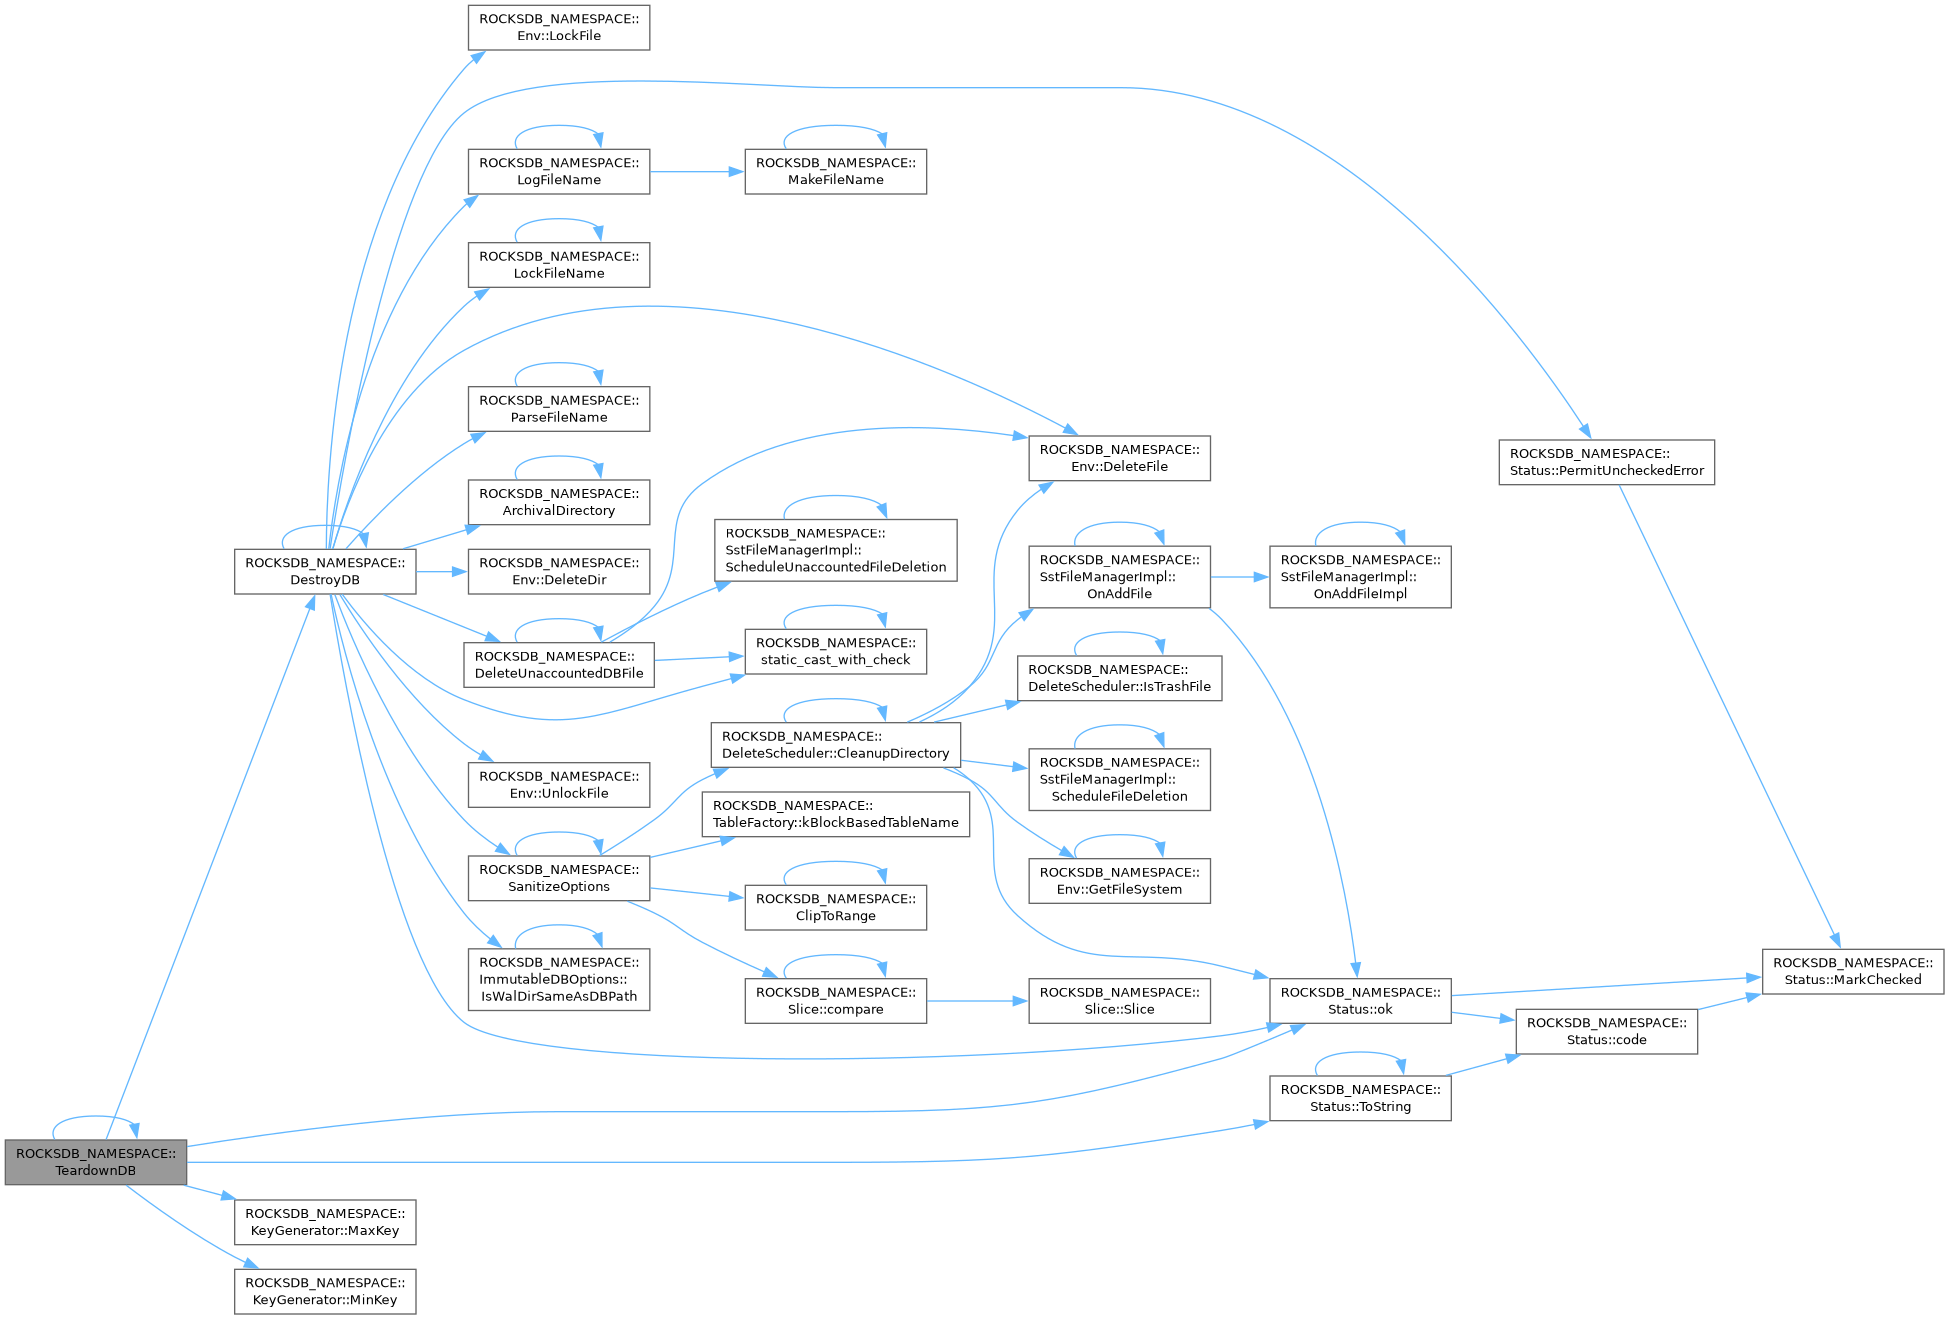 ROCKSDB_NAMESPACE::
Env::LockFile
ROCKSDB_NAMESPACE::
LogFileName
ROCKSDB_NAMESPACE::
MakeFileName
ROCKSDB_NAMESPACE::
LockFileName
ROCKSDB_NAMESPACE::
ParseFileName
ROCKSDB_NAMESPACE::
Env::DeleteFile
ROCKSDB_NAMESPACE::
Status::PermitUncheckedError
ROCKSDB_NAMESPACE::
ArchivalDirectory
ROCKSDB_NAMESPACE::
SstFileManagerImpl::
ScheduleUnaccountedFileDeletion
ROCKSDB_NAMESPACE::
SstFileManagerImpl::
OnAddFile
ROCKSDB_NAMESPACE::
SstFileManagerImpl::
OnAddFileImpl
ROCKSDB_NAMESPACE::
DestroyDB
ROCKSDB_NAMESPACE::
Env::DeleteDir
ROCKSDB_NAMESPACE::
DeleteUnaccountedDBFile
ROCKSDB_NAMESPACE::
static_cast_with_check
ROCKSDB_NAMESPACE::
DeleteScheduler::IsTrashFile
ROCKSDB_NAMESPACE::
DeleteScheduler::CleanupDirectory
ROCKSDB_NAMESPACE::
SstFileManagerImpl::
ScheduleFileDeletion
ROCKSDB_NAMESPACE::
Env::UnlockFile
ROCKSDB_NAMESPACE::
TableFactory::kBlockBasedTableName
ROCKSDB_NAMESPACE::
SanitizeOptions
ROCKSDB_NAMESPACE::
ClipToRange
ROCKSDB_NAMESPACE::
Env::GetFileSystem
ROCKSDB_NAMESPACE::
ImmutableDBOptions::
IsWalDirSameAsDBPath
ROCKSDB_NAMESPACE::
Slice::compare
ROCKSDB_NAMESPACE::
Slice::Slice
ROCKSDB_NAMESPACE::
Status::ok
ROCKSDB_NAMESPACE::
Status::MarkChecked
ROCKSDB_NAMESPACE::
Status::code
ROCKSDB_NAMESPACE::
Status::ToString
ROCKSDB_NAMESPACE::
TeardownDB
ROCKSDB_NAMESPACE::
KeyGenerator::MaxKey
ROCKSDB_NAMESPACE::
KeyGenerator::MinKey